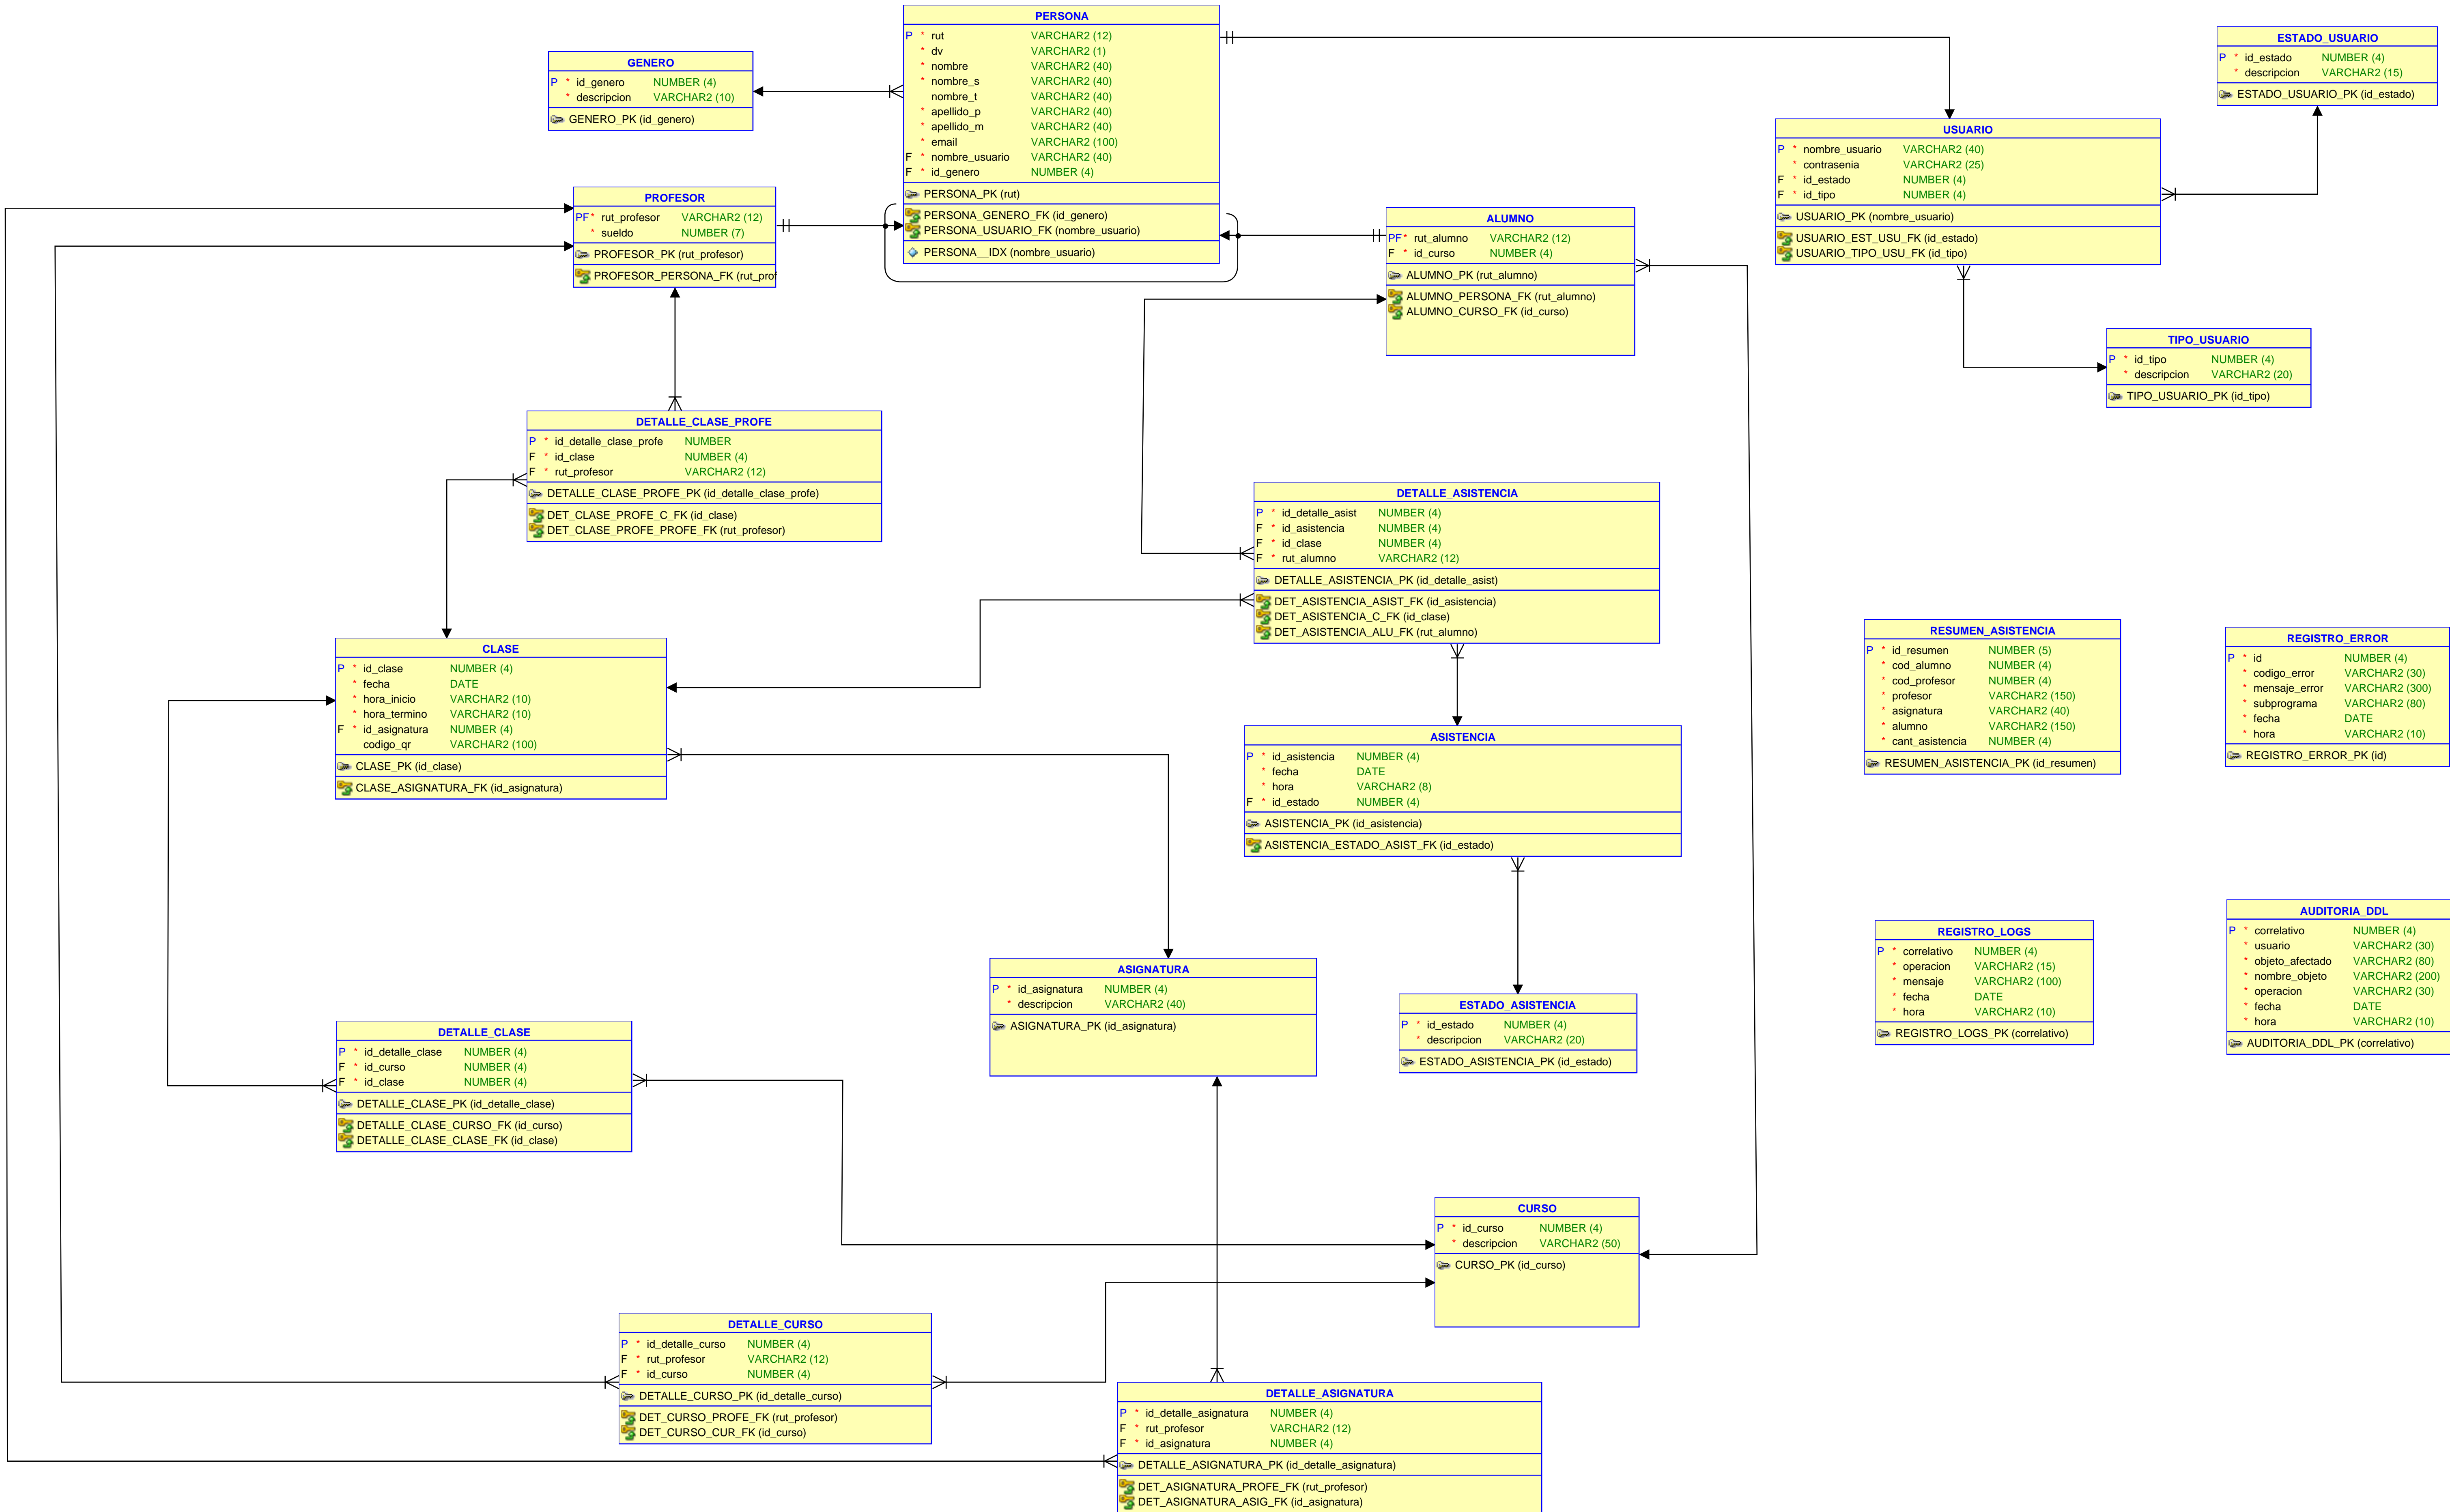 PERSONA
P * rut VARCHAR2 (12)
* dv VARCHAR2 (1)
* nombre VARCHAR2 (40)
* nombre_s VARCHAR2 (40)
nombre_t VARCHAR2 (40)
* apellido_p VARCHAR2 (40)
* apellido_m VARCHAR2 (40)
* email VARCHAR2 (100)
F * nombre_usuario VARCHAR2 (40)
F * id_genero NUMBER (4)
PERSONA_PK (rut)
PERSONA_GENERO_FK (id_genero)
PERSONA_USUARIO_FK (nombre_usuario)
PERSONA__IDX (nombre_usuario)
GENERO
P * id_genero NUMBER (4)
* descripcion VARCHAR2 (10)
GENERO_PK (id_genero)
ESTADO_USUARIO
P * id_estado NUMBER (4)
* descripcion VARCHAR2 (15)
ESTADO_USUARIO_PK (id_estado)
USUARIO
P * nombre_usuario VARCHAR2 (40)
* contrasenia VARCHAR2 (25)
F * id_estado NUMBER (4)
F * id_tipo NUMBER (4)
USUARIO_PK (nombre_usuario)
USUARIO_EST_USU_FK (id_estado)
USUARIO_TIPO_USU_FK (id_tipo)
PROFESOR
PF* rut_profesor VARCHAR2 (12)
* sueldo NUMBER (7)
PROFESOR_PK (rut_profesor)
PROFESOR_PERSONA_FK (rut_prof
ALUMNO
PF* rut_alumno VARCHAR2 (12)
F * id_curso NUMBER (4)
ALUMNO_PK (rut_alumno)
ALUMNO_PERSONA_FK (rut_alumno)
ALUMNO_CURSO_FK (id_curso)
TIPO_USUARIO
P * id_tipo NUMBER (4)
* descripcion VARCHAR2 (20)
TIPO_USUARIO_PK (id_tipo)
DETALLE_CLASE_PROFE
P * id_detalle_clase_profe NUMBER
F * id_clase NUMBER (4)
F * rut_profesor VARCHAR2 (12)
DETALLE_CLASE_PROFE_PK (id_detalle_clase_profe)
DET_CLASE_PROFE_C_FK (id_clase)
DET_CLASE_PROFE_PROFE_FK (rut_profesor)
DETALLE_ASISTENCIA
P * id_detalle_asist NUMBER (4)
F * id_asistencia NUMBER (4)
F * id_clase NUMBER (4)
F * rut_alumno VARCHAR2 (12)
DETALLE_ASISTENCIA_PK (id_detalle_asist)
DET_ASISTENCIA_ASIST_FK (id_asistencia)
DET_ASISTENCIA_C_FK (id_clase)
DET_ASISTENCIA_ALU_FK (rut_alumno)
CLASE
P * id_clase NUMBER (4)
* fecha DATE
* hora_inicio VARCHAR2 (10)
* hora_termino VARCHAR2 (10)
F * id_asignatura NUMBER (4)
codigo_qr VARCHAR2 (100)
CLASE_PK (id_clase)
CLASE_ASIGNATURA_FK (id_asignatura)
RESUMEN_ASISTENCIA
P * id_resumen NUMBER (5)
* cod_alumno NUMBER (4)
* cod_profesor NUMBER (4)
* profesor VARCHAR2 (150)
* asignatura VARCHAR2 (40)
* alumno VARCHAR2 (150)
* cant_asistencia NUMBER (4)
RESUMEN_ASISTENCIA_PK (id_resumen)
REGISTRO_ERROR
P * id NUMBER (4)
* codigo_error VARCHAR2 (30)
* mensaje_error VARCHAR2 (300)
* subprograma VARCHAR2 (80)
* fecha DATE
* hora VARCHAR2 (10)
REGISTRO_ERROR_PK (id)
ASISTENCIA
P * id_asistencia NUMBER (4)
* fecha DATE
* hora VARCHAR2 (8)
F * id_estado NUMBER (4)
ASISTENCIA_PK (id_asistencia)
ASISTENCIA_ESTADO_ASIST_FK (id_estado)
REGISTRO_LOGS
P * correlativo NUMBER (4)
* operacion VARCHAR2 (15)
* mensaje VARCHAR2 (100)
* fecha DATE
* hora VARCHAR2 (10)
REGISTRO_LOGS_PK (correlativo)
AUDITORIA_DDL
P * correlativo NUMBER (4)
* usuario VARCHAR2 (30)
* objeto_afectado VARCHAR2 (80)
* nombre_objeto VARCHAR2 (200)
* operacion VARCHAR2 (30)
* fecha DATE
* hora VARCHAR2 (10)
AUDITORIA_DDL_PK (correlativo)
ASIGNATURA
P * id_asignatura NUMBER (4)
* descripcion VARCHAR2 (40)
ASIGNATURA_PK (id_asignatura)
ESTADO_ASISTENCIA
P * id_estado NUMBER (4)
* descripcion VARCHAR2 (20)
ESTADO_ASISTENCIA_PK (id_estado)
DETALLE_CLASE
P * id_detalle_clase NUMBER (4)
F * id_curso NUMBER (4)
F * id_clase NUMBER (4)
DETALLE_CLASE_PK (id_detalle_clase)
DETALLE_CLASE_CURSO_FK (id_curso)
DETALLE_CLASE_CLASE_FK (id_clase)
CURSO
P * id_curso NUMBER (4)
* descripcion VARCHAR2 (50)
CURSO_PK (id_curso)
DETALLE_CURSO
P * id_detalle_curso NUMBER (4)
F * rut_profesor VARCHAR2 (12)
F * id_curso NUMBER (4)
DETALLE_CURSO_PK (id_detalle_curso)
DET_CURSO_PROFE_FK (rut_profesor)
DET_CURSO_CUR_FK (id_curso)
DETALLE_ASIGNATURA
P * id_detalle_asignatura NUMBER (4)
F * rut_profesor VARCHAR2 (12)
F * id_asignatura NUMBER (4)
DETALLE_ASIGNATURA_PK (id_detalle_asignatura)
DET_ASIGNATURA_PROFE_FK (rut_profesor)
DET_ASIGNATURA_ASIG_FK (id_asignatura)